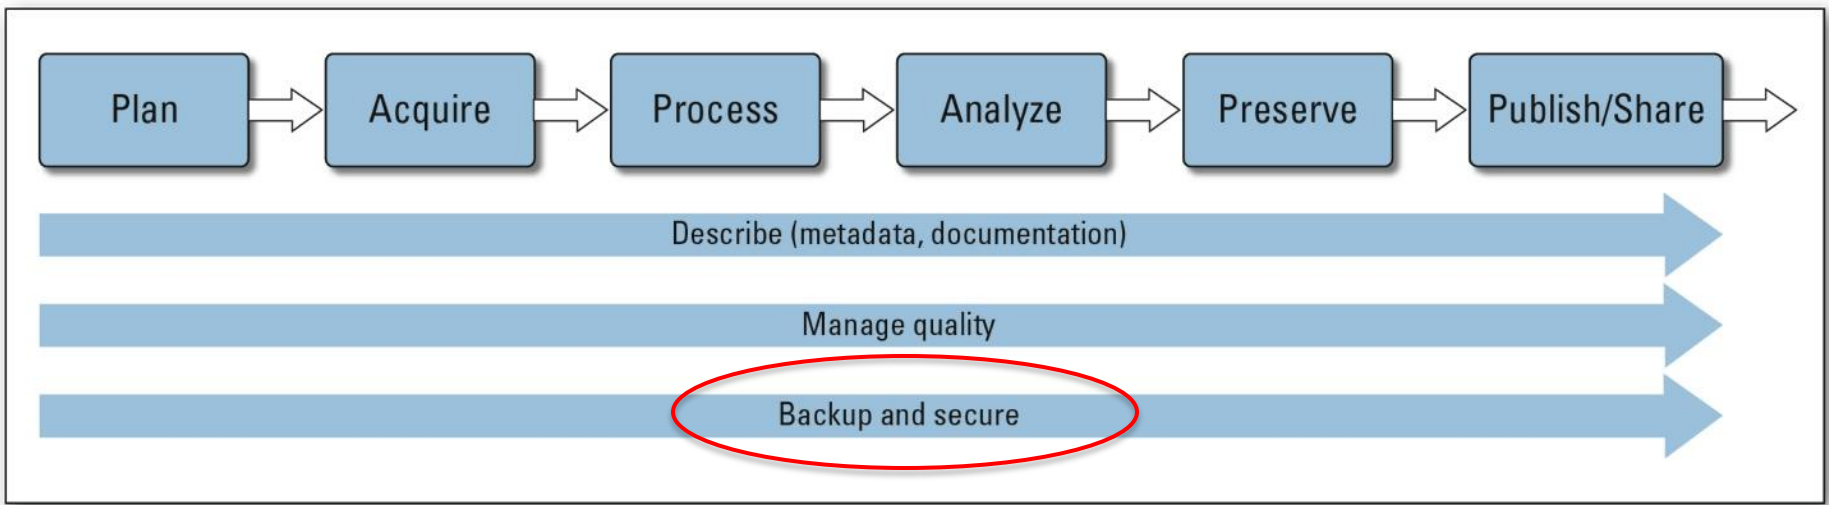 Plan
Acquire
Process
Analyze
Preserve
Publish/Share
Describe (metadata, documentation)
Manage quality
Backup and secure